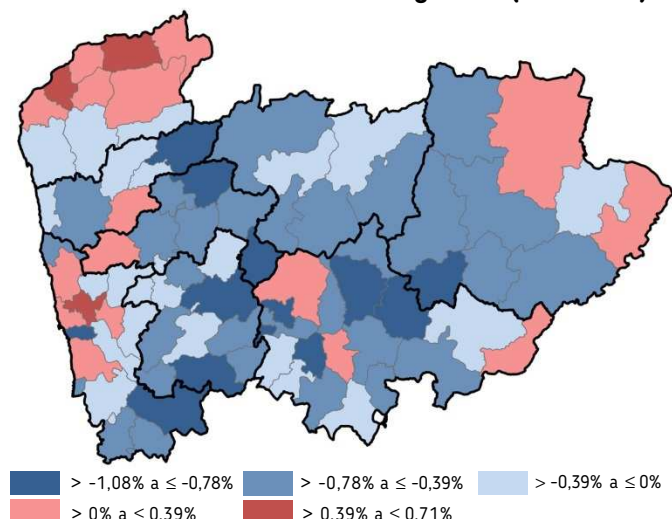 > -1,08% a ≤ -0,78% > -0,78% a ≤ -0,39% > -0,39% a ≤ 0%
> 0% a ≤ 0,39% > 0,39% a ≤ 0,71%